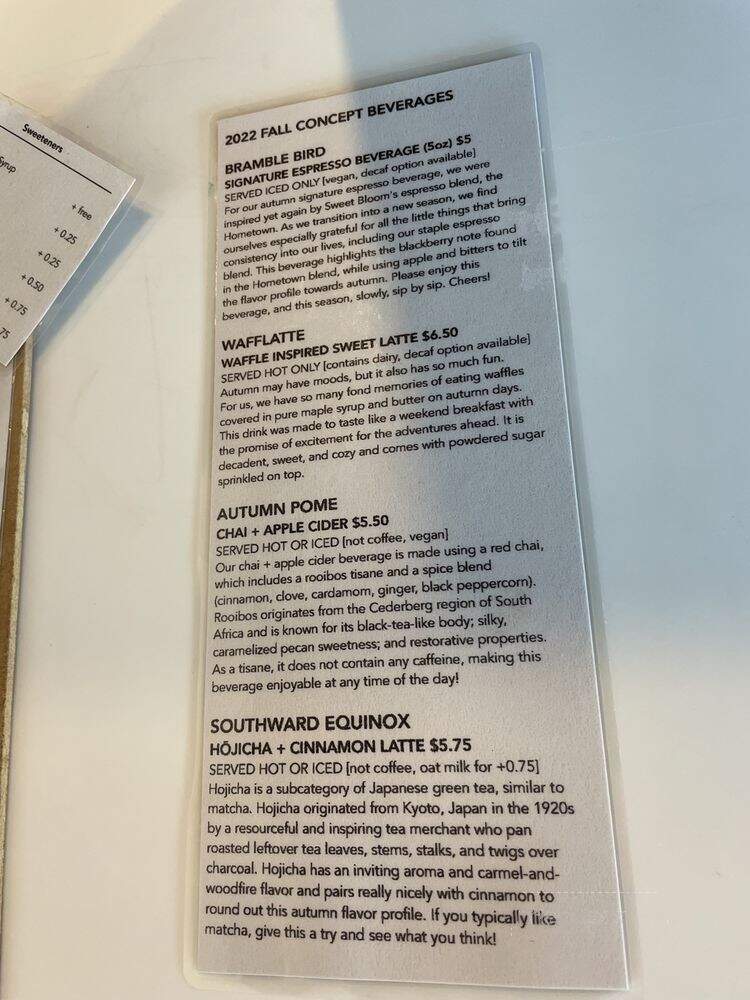 Sweeteners
Syrup
+ free
+ 0.25
+ 0.25
+ 0.50
+ 0.75
75
2022 FALL CONCEPT BEVERAGES
BRAMBLE BIRD
SIGNATURE ESPRESSO BEVERAGE (5oz) $5
SERVED ICED ONLY [vegan, decaf option available]
For our autumn signature espresso beverage, we were
inspired yet again by Sweet Bloom's espresso blend, the
Hometown. As we transition into a new season, we find
ourselves especially grateful for all the little things that bring
consistency into our lives, including our staple espresso
blend. This beverage highlights the blackberry note found
in the Hometown blend, while using apple and bitters to tilt
the flavor profile towards autumn. Please enjoy this
beverage, and this season, slowly, sip by sip. Cheers!
WAFFLATTE
WAFFLE INSPIRED SWEET LATTE $6.50
SERVED HOT ONLY [contains dairy, decaf option available]
Autumn may have moods, but it also has so much fun.
For us, we have so many fond memories of eating waffles
covered in pure maple syrup and butter on autumn days.
This drink was made to taste like a weekend breakfast with
the promise of excitement for the adventures ahead. It is
decadent, sweet, and cozy and comes with powdered sugar
sprinkled on top.
AUTUMN POME
CHAI + APPLE CIDER $5.50
SERVED HOT OR ICED [not coffee, vegan]
Our chai + apple cider beverage is made using a red chai,
which includes a rooibos tisane and a spice blend
(cinnamon, clove, cardamom, ginger, black peppercorn).
Rooibos originates from the Cederberg region of South
Africa and is known for its black-tea-like body; silky,
caramelized pecan sweetness; and restorative properties.
As a tisane, it does not contain any caffeine, making this
beverage enjoyable at any time of the day!
SOUTHWARD EQUINOX
HŌJICHA + CINNAMON LATTE $5.75
SERVED HOT OR ICED [not coffee, oat milk for +0.75]
Hojicha is a subcategory of Japanese green tea, similar to
matcha. Hojicha originated from Kyoto, Japan in the 1920s
by a resourceful and inspiring tea merchant who pan
roasted leftover tea leaves, stems, stalks, and twigs over
charcoal. Hojicha has an inviting aroma and carmel-and-
woodfire flavor and pairs really nicely with cinnamon to
round out this autumn flavor profile. If you typically like
matcha, give this a try and see what you think!